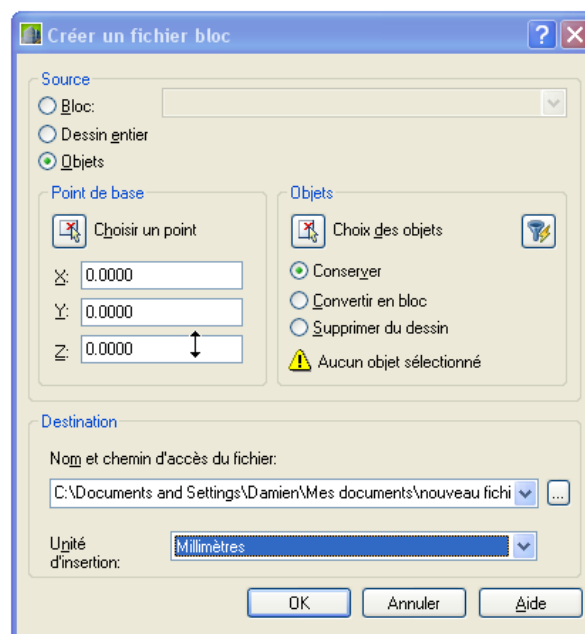 Créer un fichier bloc
Source
Bloc:
Dessin entier
Objets
Point de base
Choisir un point
X: 0.0000
Y: 0.0000
Z: 0.0000
Objets
Choix des objets
Conserver
Convertir en bloc
Supprimer du dessin
Aucun objet sélectionné
Destination
Nom et chemin d'accès du fichier:
C:\Documents and Settings\Damien\Mes documents\nouveau fichi
...
Unité
d'insertion:
Millimètres
OK Annuler Aide